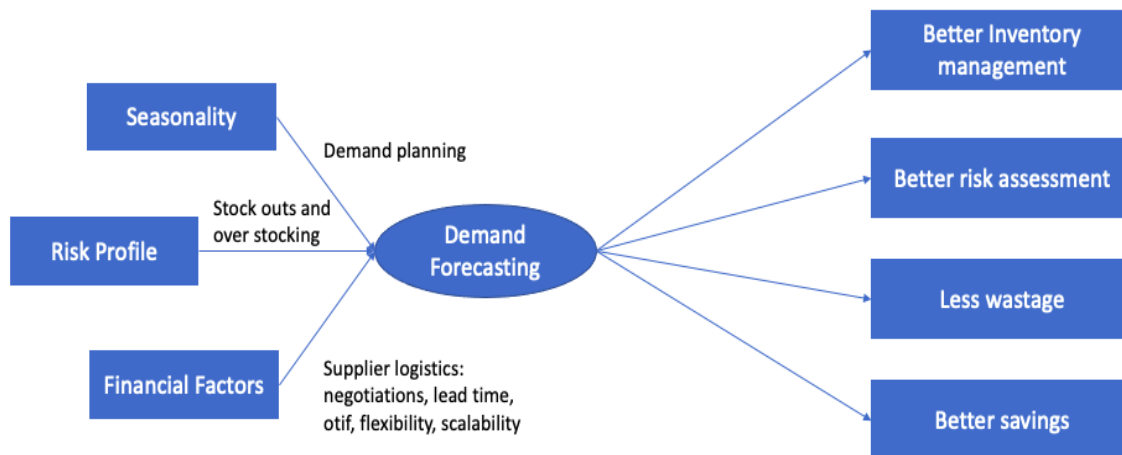 Seasonality
Demand planning
Stock outs and
over stocking
Risk Profile
Demand
Forecasting
Financial Factors
Supplier logistics:
negotiations, lead time,
otif, flexibility, scalability
Better Inventory
management
Better risk assessment
Less wastage
Better savings